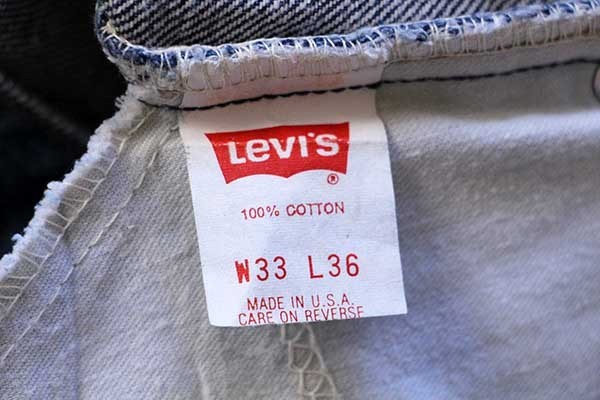 Levi's
®
100% COTTON
W33 L36
MADE IN U.S.A.
CARE ON REVERSE